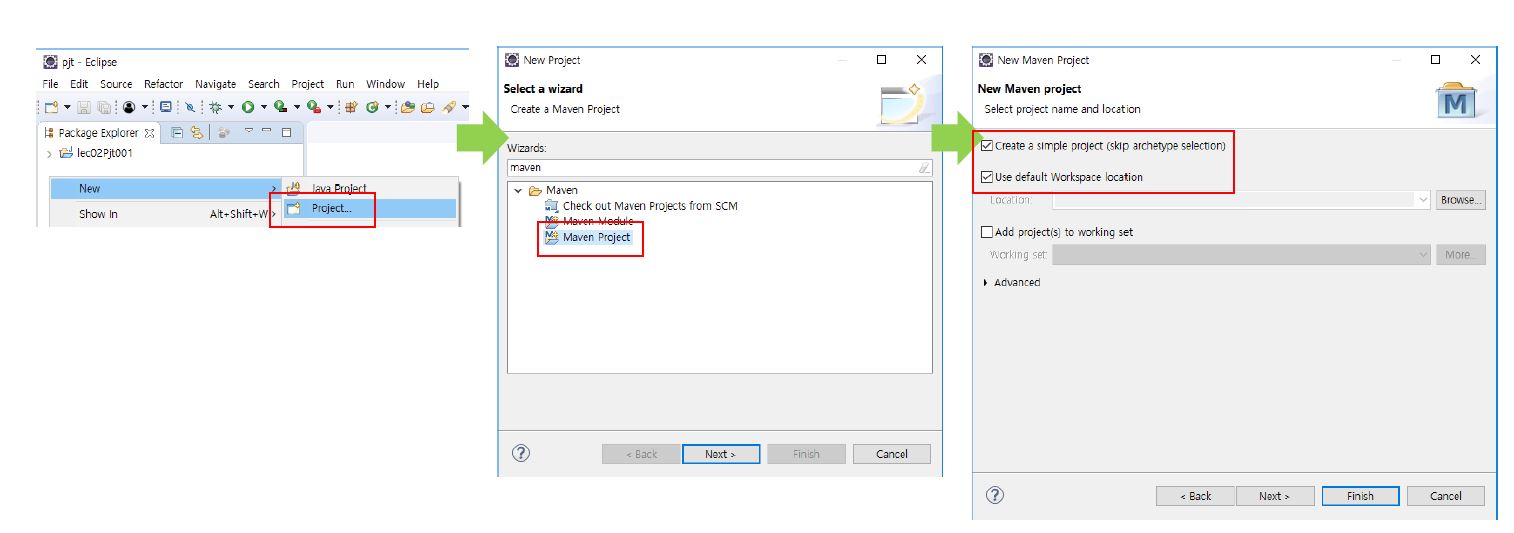 pjt - Eclipse
File Edit Source Refactor Navigate Search Project Run Window Help
Package Explorer
lec02Pjt001
New
Java Project
Project...
Show In Alt+Shift+W
New Project
Select a wizard
Create a Maven Project
Wizards:
maven
Maven
Check out Maven Projects from SCM
Maven Module
Maven Project
< Back Next > Finish Cancel
New Maven Project
New Maven project
Select project name and location
M
Create a simple project (skip archetype selection)
Use default Workspace location
Location:
Browse...
Add project(s) to working set
Working set:
More...
Advanced
< Back Next > Finish Cancel